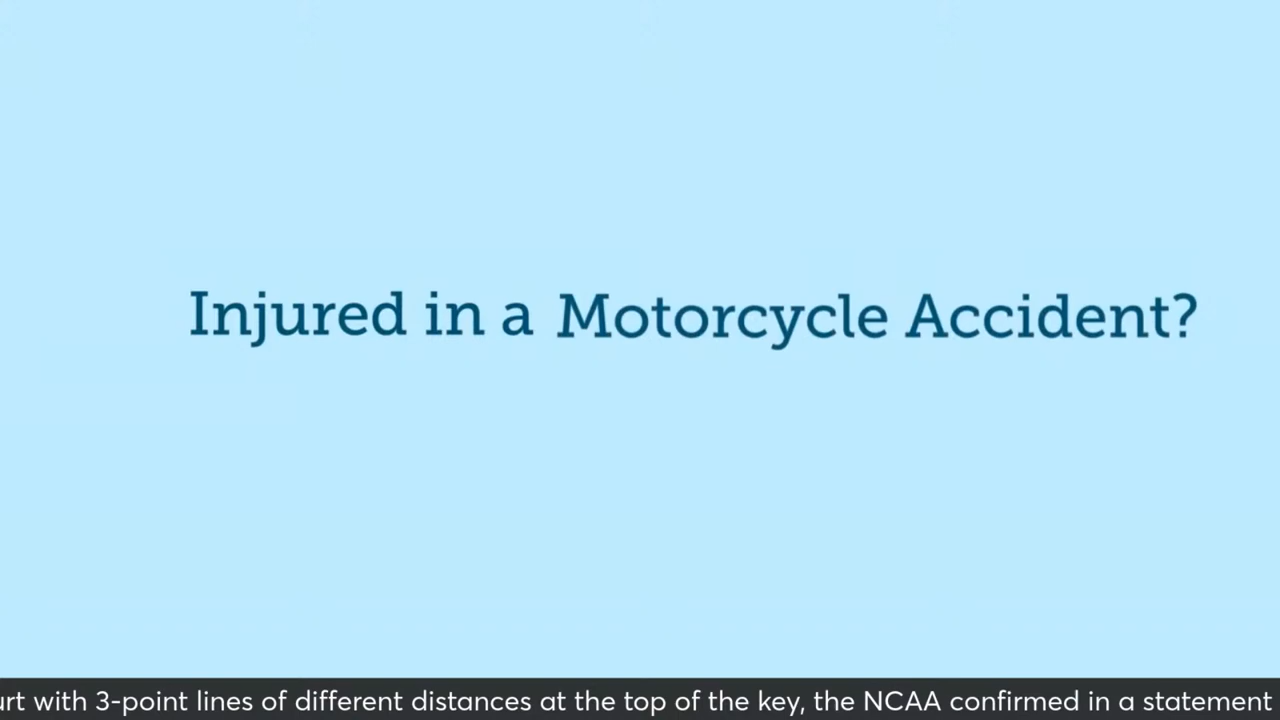 Injured in a Motorcycle Accident?
with 3-point lines of different distances at the top of the key, the NCAA confirmed in a statement